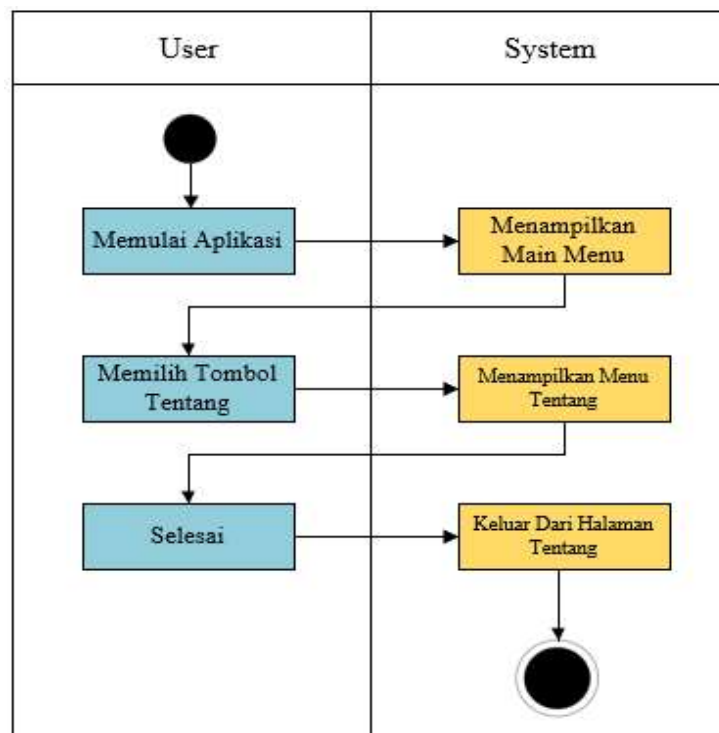 User
System
Memulai Aplikasi
Menampilkan
Main Menu
Memilih Tombol
Tentang
Menampilkan Menu
Tentang
Selesai
Keluar Dari Halaman
Tentang